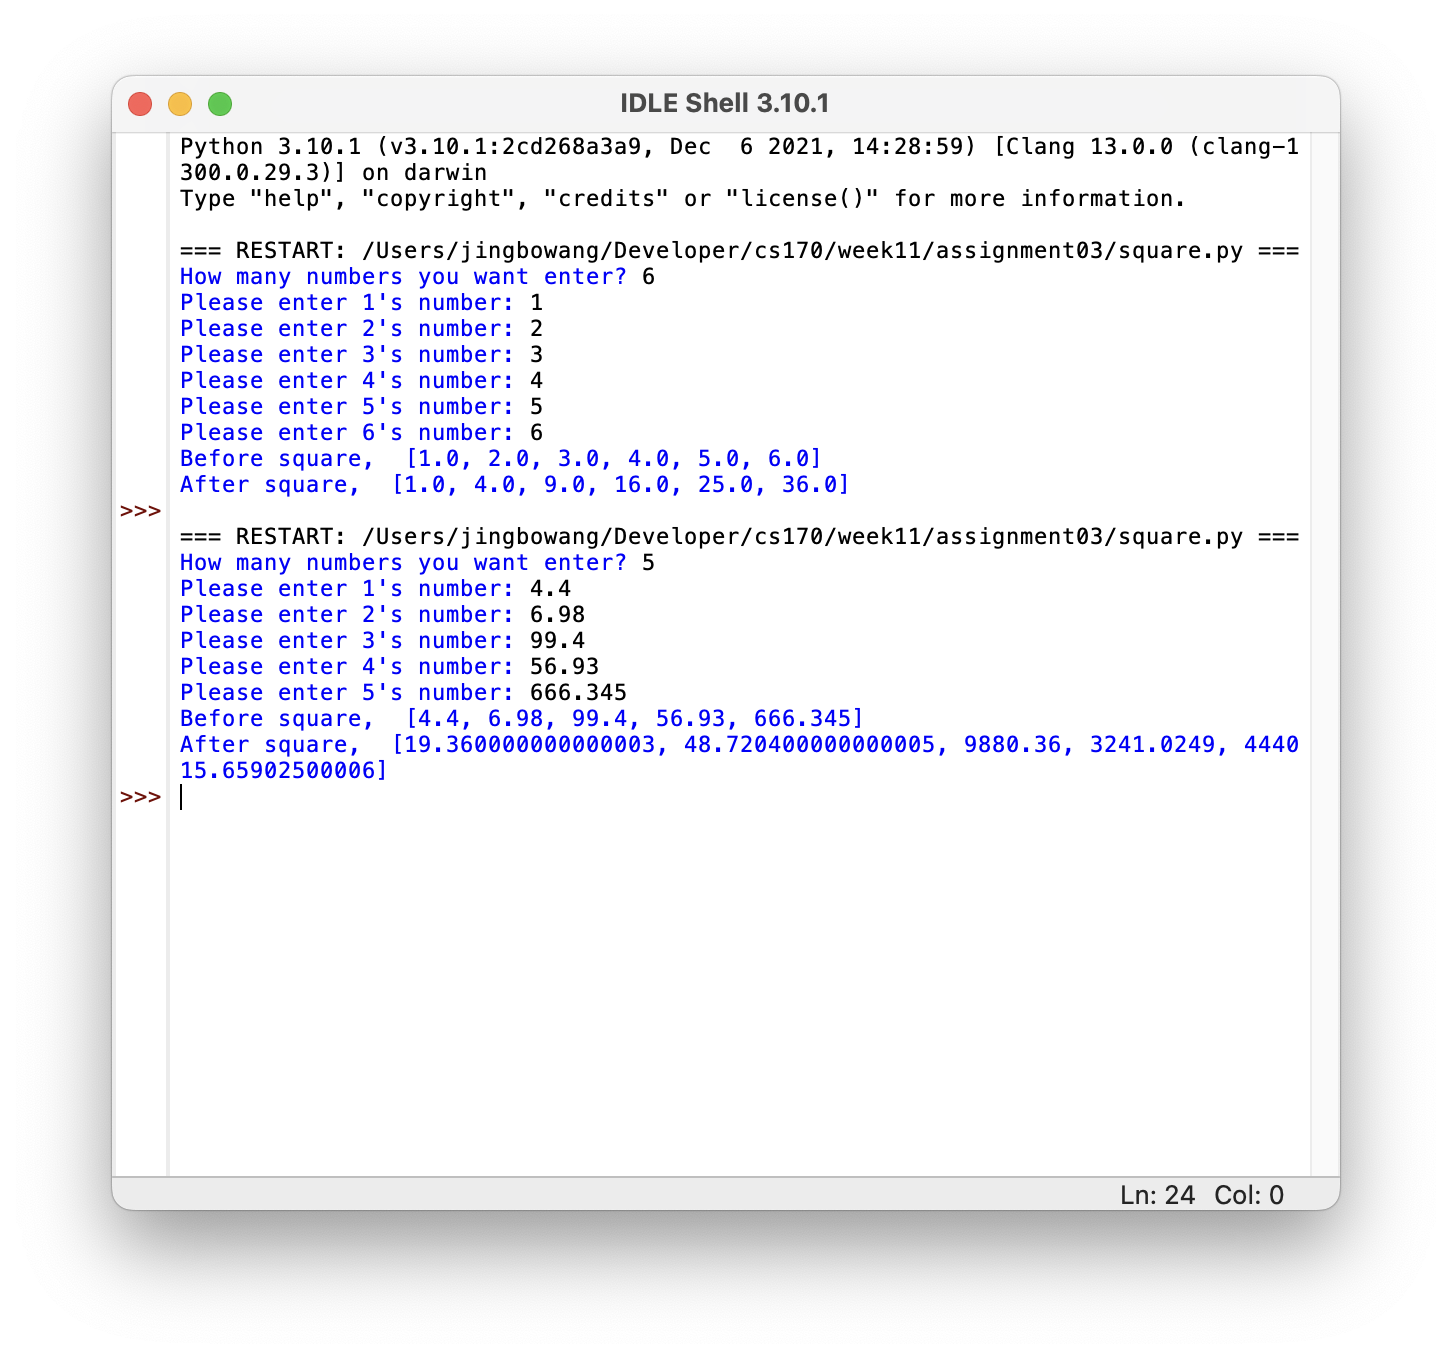 IDLE Shell 3.10.1
Python 3.10.1 (v3.10.1:2cd268a3a9, Dec  6 2021, 14:28:59) [Clang 13.0.0 (clang-1
300.0.29.3)] on darwin
Type "help", "copyright", "credits" or "license()" for more information.
=== RESTART: /Users/jingbowang/Developer/cs170/week11/assignment03/square.py ===
How many numbers you want enter? 6
Please enter 1's number: 1
Please enter 2's number: 2
Please enter 3's number: 3
Please enter 4's number: 4
Please enter 5's number: 5
Please enter 6's number: 6
Before square,  [1.0, 2.0, 3.0, 4.0, 5.0, 6.0]
After square,  [1.0, 4.0, 9.0, 16.0, 25.0, 36.0]
>>>
=== RESTART: /Users/jingbowang/Developer/cs170/week11/assignment03/square.py ===
How many numbers you want enter? 5
Please enter 1's number: 4.4
Please enter 2's number: 6.98
Please enter 3's number: 99.4
Please enter 4's number: 56.93
Please enter 5's number: 666.345
Before square,  [4.4, 6.98, 99.4, 56.93, 666.345]
After square,  [19.360000000000003, 48.720400000000005, 9880.36, 3241.0249, 4440
15.65902500006]
>>>
Ln: 24  Col: 0